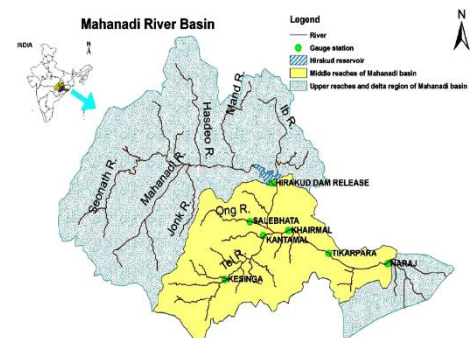 Mahanadi River Basin
INDIA
N
Legend
River
Gauge station
Hirakud reservoir
Middle reaches of Mahanadi basin
Upper reaches and delta region of Mahanadi basin
N
Seonath R.
Mahanadi R.
Hasdeo R.
Mand R.
Ib R.
Jonk R.
HIRAKUD DAM RELEASE
Ong R.
SALEBHATA
KHAIRMAL
KANTAMAL
TIKARPARA
NARAJ
Tel R.
KESINGA